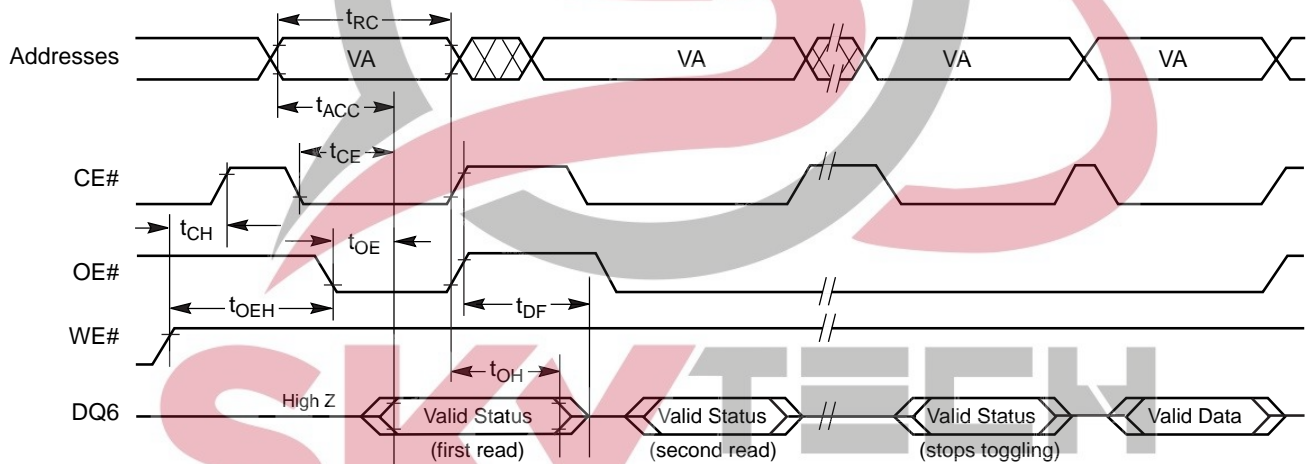 tRC
Addresses VA VA VA VA
tACC
tCE
CE#
tCH
tOE
OE#
tOEH
tDF
WE#
tOH
DQ6 High Z Valid Status Valid Status Valid Status Valid Data
(first read) (second read) (stops toggling)
SKYTECH